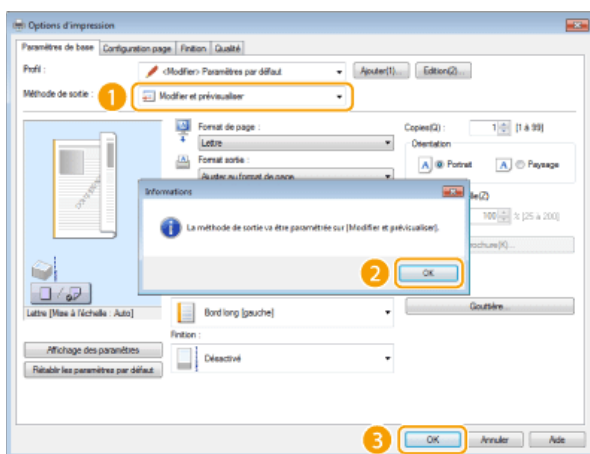 Options d'impression
Paramètres de base Configuration page Finition Qualité
Profil : <Modifier> Paramètres par défaut Ajouter(1)... Edition(2)...
Méthode de sortie : 1 Modifier et prévisualiser
Format de page : Copies(Q) : 1 [1 à 99]
Lettre Orientation
Format sortie : A Portrait A Paysage
Ajuster au format de page
Informations
100 % [25 à 200]
La méthode de sortie va être paramétrée sur [Modifier et prévisualiser].
2 OK
Lettre [Mise à l'échelle : Auto]
Bord long [gauche] Gouttière...
Finition :
Affichage des paramètres
Désactivé
Rétablir les paramètres par défaut
3 OK Annuler Aide